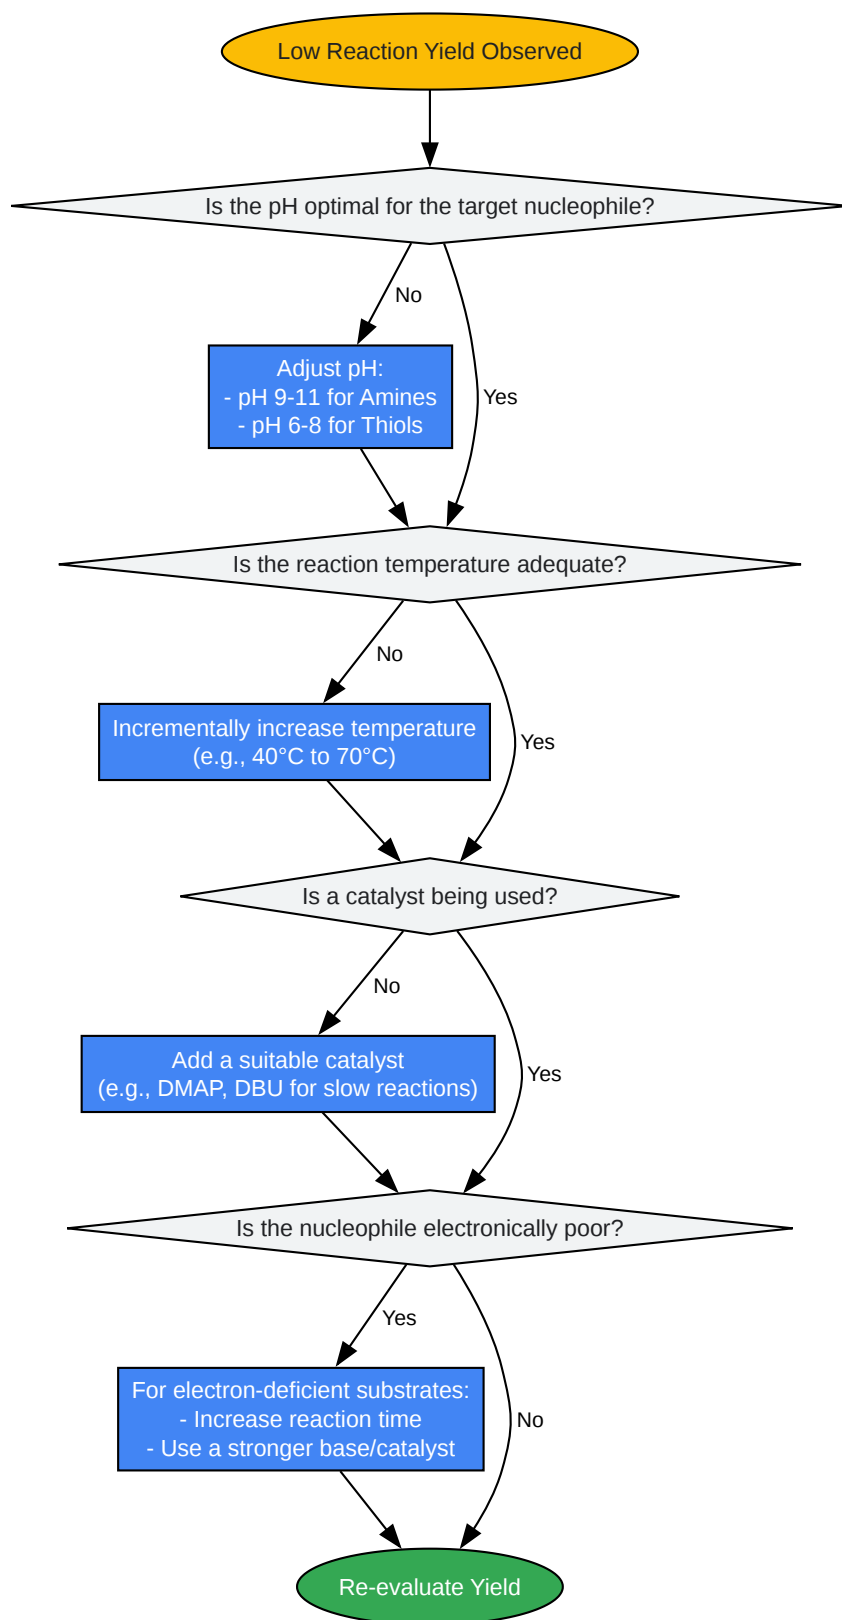 Low Reaction Yield Observed
Is the pH optimal for the target nucleophile?
No
Adjust pH:
- pH 9-11 for Amines
- pH 6-8 for Thiols
Yes
Is the reaction temperature adequate?
No
Incrementally increase temperature
(e.g., 40°C to 70°C)
Yes
Is a catalyst being used?
No
Add a suitable catalyst
(e.g., DMAP, DBU for slow reactions)
Yes
Is the nucleophile electronically poor?
Yes
For electron-deficient substrates:
- Increase reaction time
- Use a stronger base/catalyst
No
Re-evaluate Yield